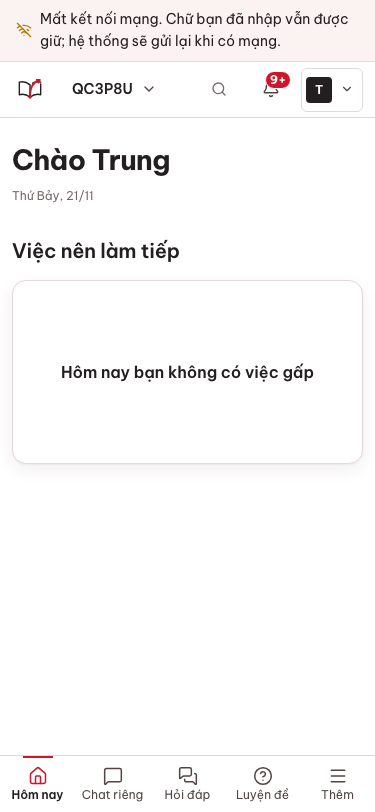 Mất kết nối mạng. Chữ bạn đã nhập vẫn được
giữ; hệ thống sẽ gửi lại khi có mạng.
QC3P8U
9+
T
Chào Trung
Thứ Bảy, 21/11
Việc nên làm tiếp
Hôm nay bạn không có việc gấp
Hôm nay
Chat riêng
Hỏi đáp
Luyện đề
Thêm